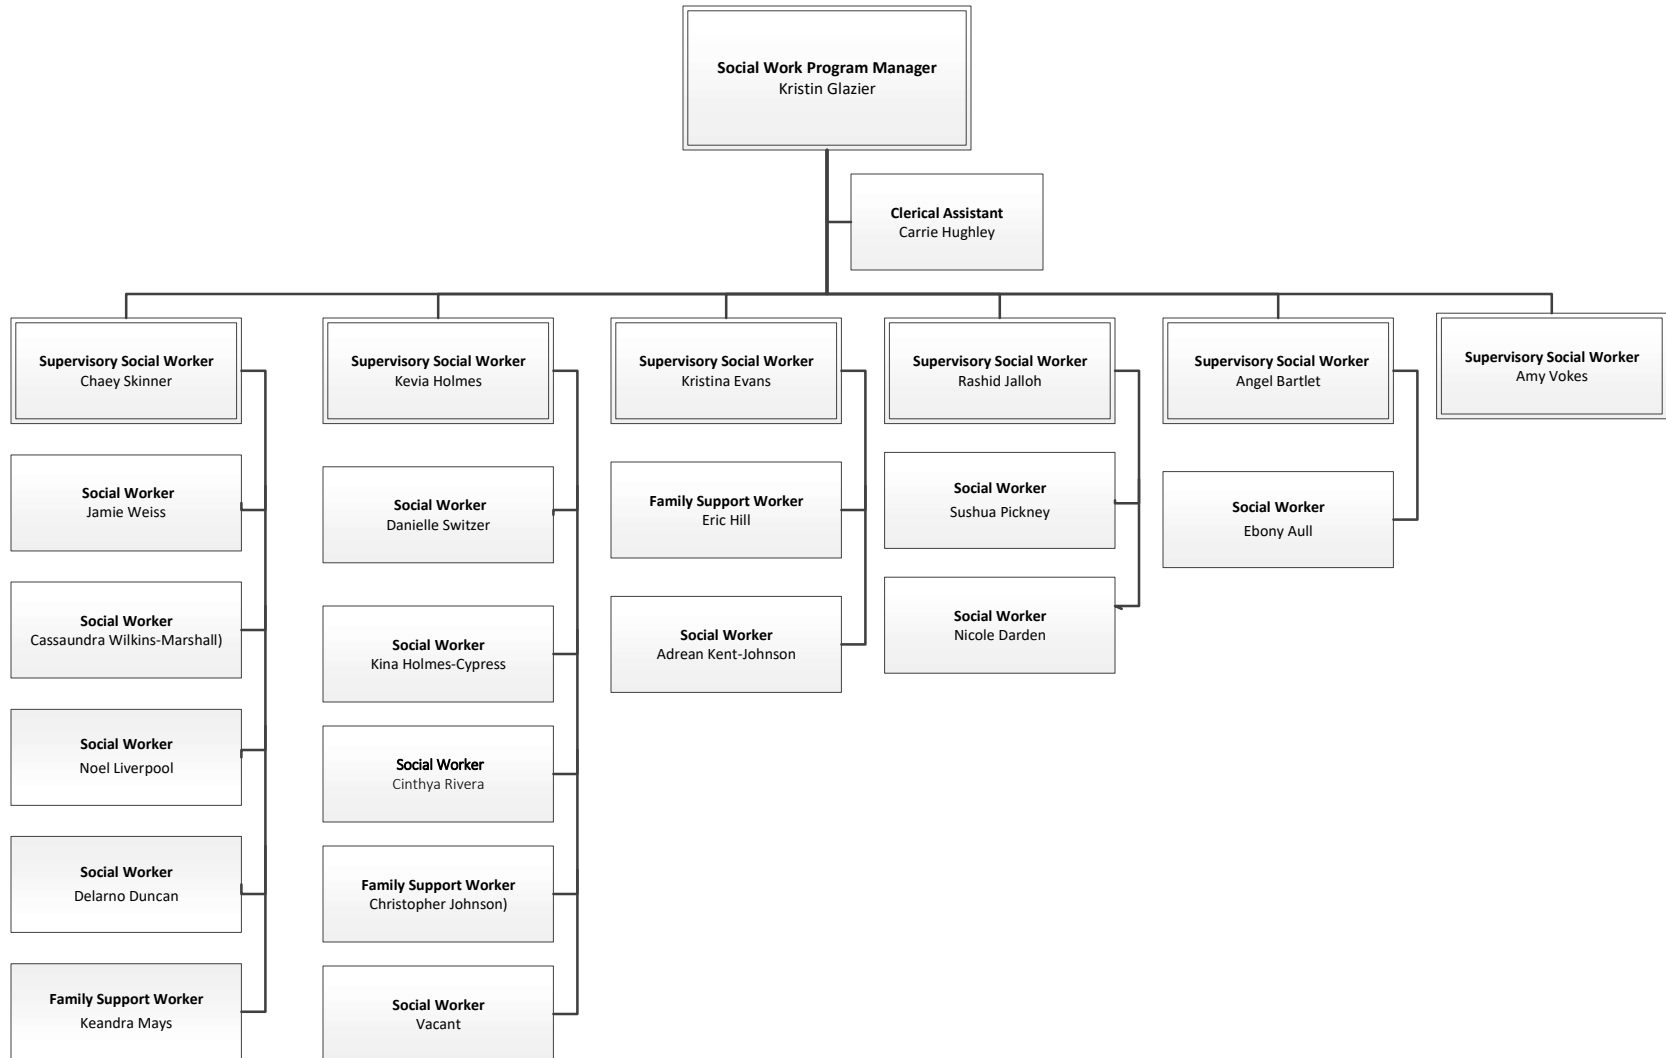 Social Work Program Manager
Kristin Glazier
Clerical Assistant
Carrie Hughley
Supervisory Social Worker
Chaey Skinner
Supervisory Social Worker
Kevia Holmes
Supervisory Social Worker
Kristina Evans
Supervisory Social Worker
Rashid Jalloh
Supervisory Social Worker
Angel Bartlet
Supervisory Social Worker
Amy Vokes
Social Worker
Jamie Weiss
Social Worker
Cassaundra Wilkins-Marshall)
Social Worker
Noel Liverpool
Social Worker
Delarno Duncan
Family Support Worker
Keandra Mays
Social Worker
Danielle Switzer
Social Worker
Kina Holmes-Cypress
Social Worker
Cinthya Rivera
Family Support Worker
Christopher Johnson)
Social Worker
Vacant
Family Support Worker
Eric Hill
Social Worker
Adrean Kent-Johnson
Social Worker
Sushua Pickney
Social Worker
Nicole Darden
Social Worker
Ebony Aull